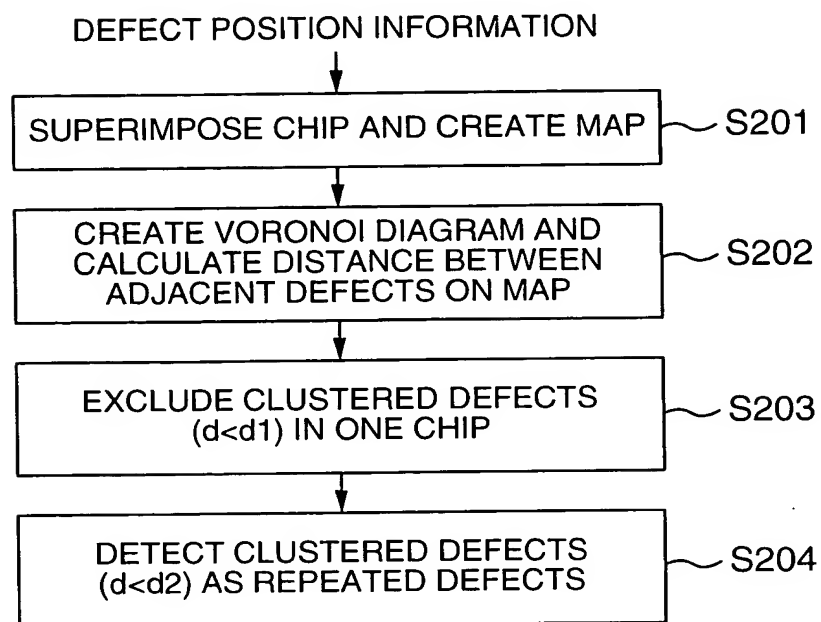 DEFECT POSITION INFORMATION
SUPERIMPOSE CHIP AND CREATE MAP
S201
CREATE VORONOI DIAGRAM AND
CALCULATE DISTANCE BETWEEN
ADJACENT DEFECTS ON MAP
S202
EXCLUDE CLUSTERED DEFECTS
(d<d1) IN ONE CHIP
S203
DETECT CLUSTERED DEFECTS
(d<d2) AS REPEATED DEFECTS
S204